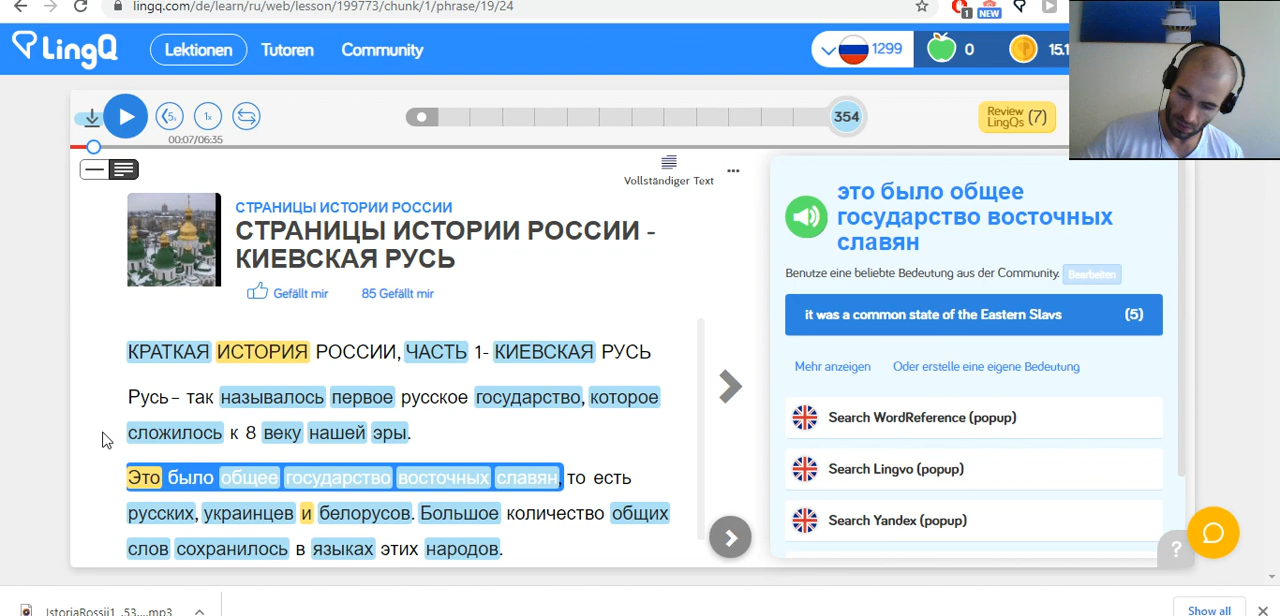 lingq.com/de/learn/ru/web/lesson/199773/chunk/1/phrase/19/24
1
NEW
LingQ
Lektionen
Tutoren
Community
1299
0
15.1
5s
1x
00:07/06:35
354
Review
LingQs (7)
Vollständiger Text
...
СТРАНИЦЫ ИСТОРИИ РОССИИ
СТРАНИЦЫ ИСТОРИИ РОССИИ -
КИЕВСКАЯ РУСЬ
Gefällt mir 85 Gefällt mir
КРАТКАЯ ИСТОРИЯ РОССИИ, ЧАСТЬ 1- КИЕВСКАЯ РУСЬ
Русь– так называлось первое русское государство, которое
сложилось к 8 веку нашей эры.
Это было общее государство восточных славян, то есть
русских, украинцев и белорусов. Большое количество общих
слов сохранилось в языках этих народов.
это было общее
государство восточных
славян
Benutze eine beliebte Bedeutung aus der Community. Bearbeiten
it was a common state of the Eastern Slavs (5)
Mehr anzeigen Oder erstelle eine eigene Bedeutung
Search WordReference (popup)
Search Lingvo (popup)
Search Yandex (popup)
?
IstoriaRossii1_.53....mp3
Show all